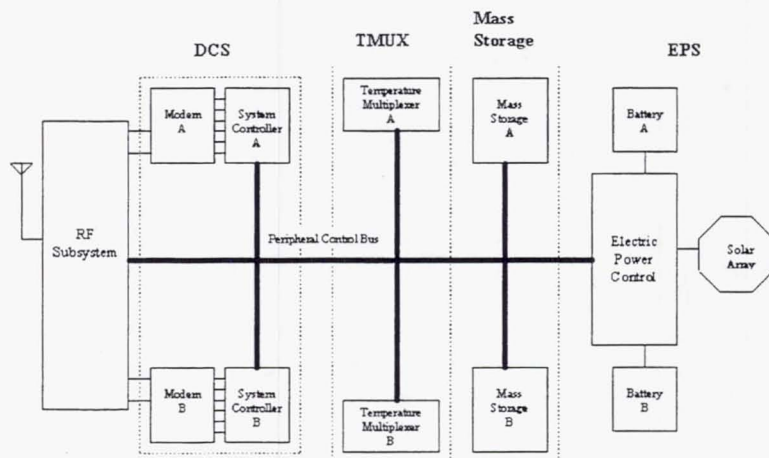 DCS
TMUX
Mass
Storage
EPS
Modem
A
System
Controller
A
Temperature
Multiplexer
A
Mass
Storage
A
Battery
A
RF
Subsystem
Peripheral Control Bus
Electric
Power
Control
Solar
Array
Modem
B
System
Controller
B
Temperature
Multiplexer
B
Mass
Storage
B
Battery
B